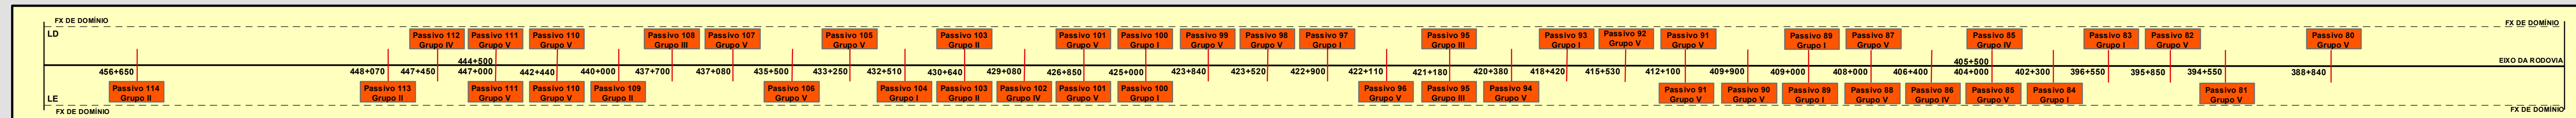 FX DE DOMÍNIO FX DE DOMÍNIO
LD
Passivo 112 Passivo 111 Passivo 110 Passivo 108 Passivo 107 Passivo 105 Passivo 103 Passivo 101 Passivo 100 Passivo 99 Passivo 98 Passivo 97 Passivo 95 Passivo 93 Passivo 92 Passivo 91 Passivo 89 Passivo 87 Passivo 85 Passivo 83 Passivo 82 Passivo 80
Grupo IV Grupo V Grupo V Grupo III Grupo V Grupo V Grupo II Grupo V Grupo I Grupo V Grupo V Grupo I Grupo III Grupo I Grupo V Grupo V Grupo I Grupo V Grupo IV Grupo I Grupo V Grupo V
444+500 405+500 EIXO DA RODOVIA
456+650 448+070 447+450 447+000 442+440 440+000 437+700 437+080 435+500 433+250 432+510 430+640 429+080 426+850 425+000 423+840 423+520 422+900 422+110 421+180 420+380 418+420 415+530 412+100 409+900 409+000 408+000 406+400 404+000 402+300 396+550 395+850 394+550 388+840
Passivo 114 Passivo 113 Passivo 111 Passivo 110 Passivo 109 Passivo 106 Passivo 104 Passivo 103 Passivo 102 Passivo 101 Passivo 100 Passivo 96 Passivo 95 Passivo 94 Passivo 91 Passivo 90 Passivo 89 Passivo 88 Passivo 86 Passivo 85 Passivo 84 Passivo 81
Grupo II Grupo II Grupo V Grupo V Grupo II Grupo V Grupo I Grupo II Grupo IV Grupo V Grupo I Grupo V Grupo III Grupo V Grupo V Grupo V Grupo I Grupo V Grupo IV Grupo V Grupo I Grupo V
LE
FX DE DOMÍNIO FX DE DOMÍNIO